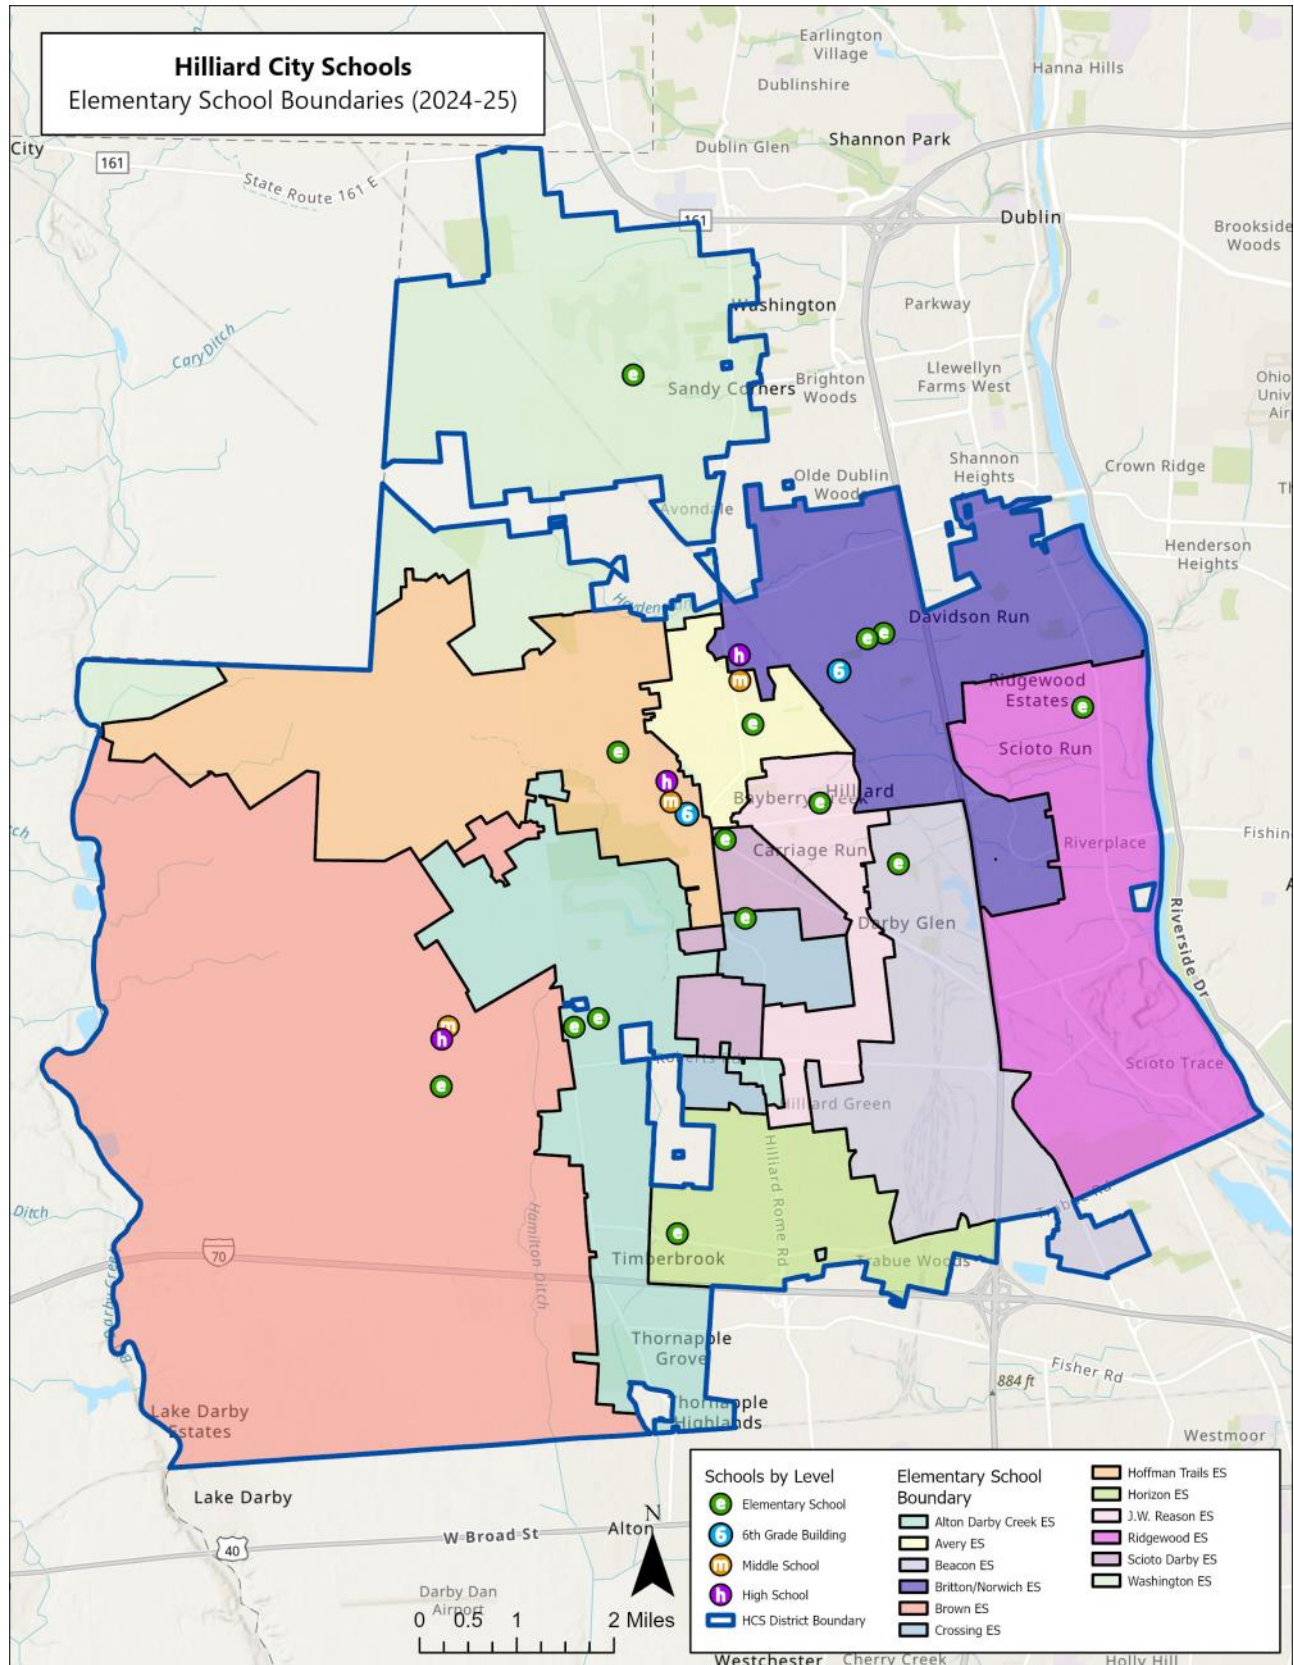 Hilliard City Schools
Elementary School Boundaries (2024-25)
Earlington
Village
Hanna Hills
Dublinshire
City
161
Dublin Glen
Shannon Park
State Route 161 E
161
Dublin
Brookside
Woods
Washington
Parkway
Cary Ditch
Llewellyn
Farms West
Brighton
Woods
Sandy Corners
e
Ohio
Univ
Air
Shannon
Heights
Crown Ridge
Olde Dublin
Woods
Avondale
Henderson
Heights
Davidson Run
e
e
h
6
m
Ridgewood
Estates
e
e
Scioto Run
e
h
m
6
Bayberry Creek
Hilliard
e
e
Carriage Run
Riverplace
Fishin
e
e
Darby Glen
Riverside Dr
m
h
e
e
e
Roberts Rd
Scioto Trace
Hilliard Green
Hilliard Rome Rd
Ditch
Hamilton Ditch
Trabue Rd
e
70
Timberbrook
Trabue Woods
Thornapple
Grove
Fisher Rd
884 ft
Lake Darby
Estates
Thornapple
Highlands
Westmoor
Lake Darby
W Broad St
Alton
N
40
Darby Dan
Airport
0 0.5 1 2 Miles
Schools by Level
e Elementary School
6 6th Grade Building
m Middle School
h High School
HCS District Boundary
Elementary School
Boundary
Alton Darby Creek ES
Avery ES
Beacon ES
Britton/Norwich ES
Brown ES
Crossing ES
Hoffman Trails ES
Horizon ES
J.W. Reason ES
Ridgewood ES
Scioto Darby ES
Washington ES
Westchester
Cherry Creek
Holly Hill